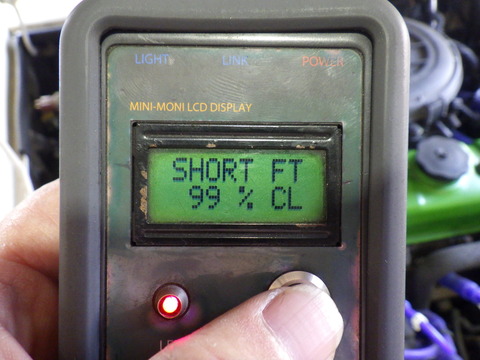 LIGHT LINK POWER
MINI-MONI LCD DISPLAY
SHORT FT
99 % CL